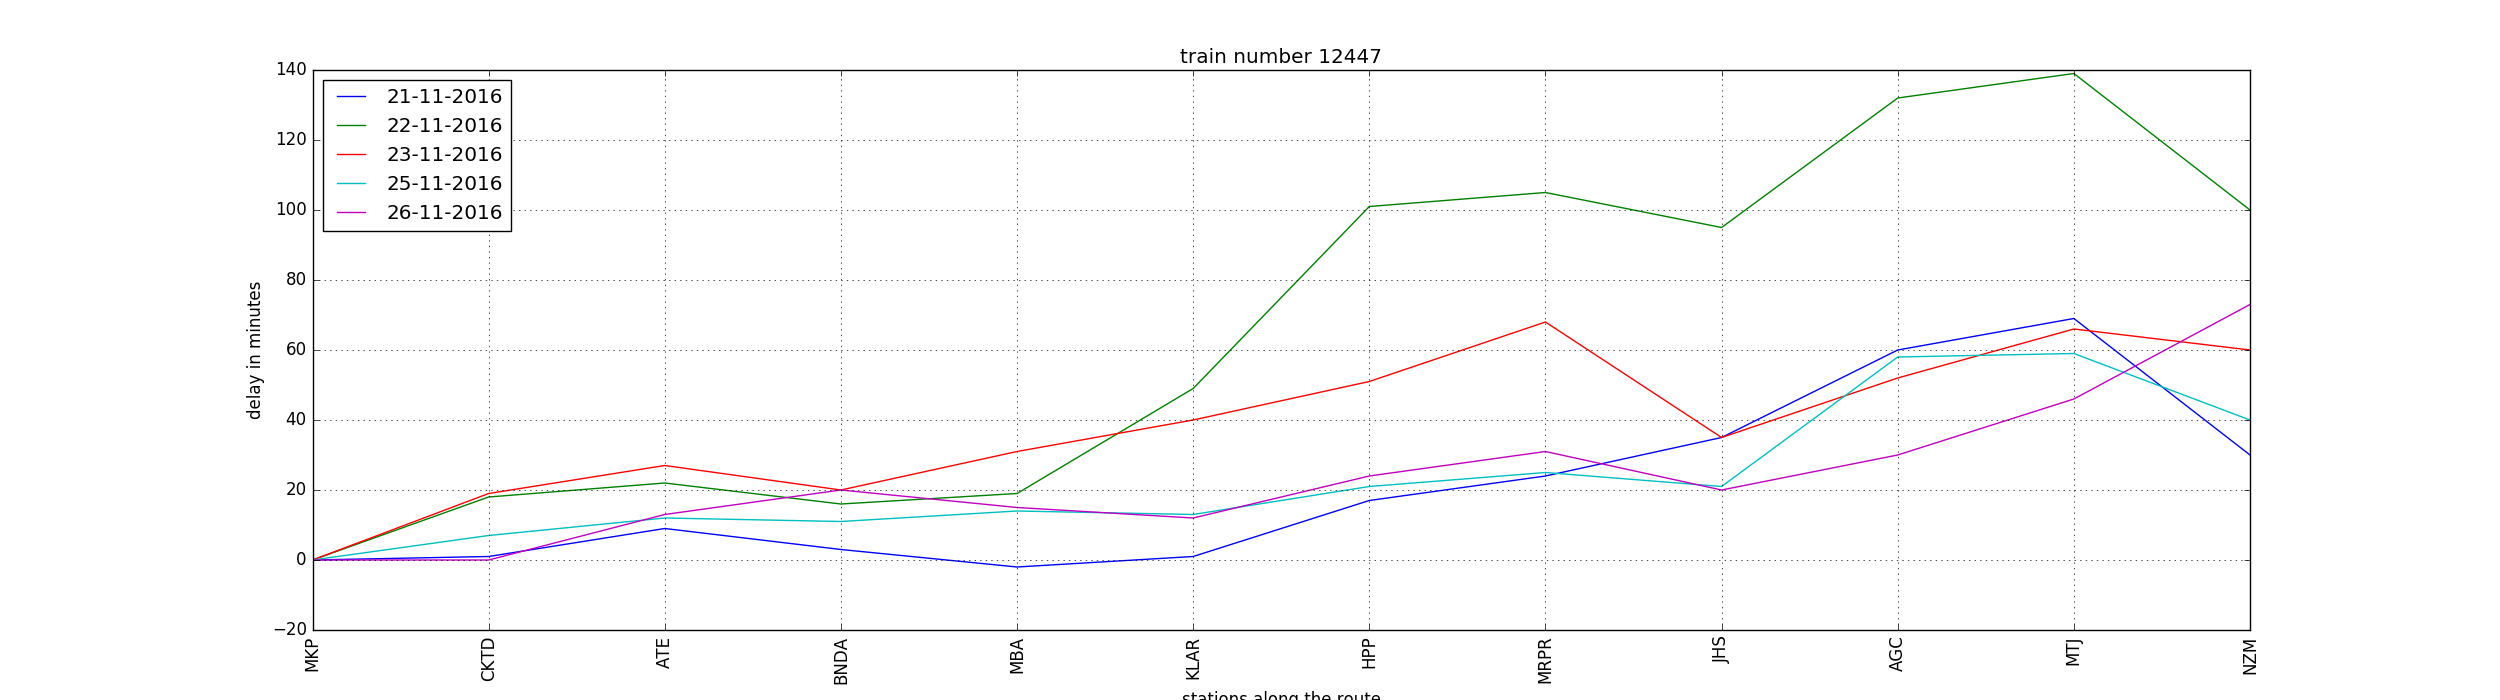 train number 12447
140
120
100
80
60
40
20
0
−20
delay in minutes
21-11-2016
22-11-2016
23-11-2016
25-11-2016
26-11-2016
MKP
CKTD
ATE
BNDA
MBA
KLAR
HPP
MRPR
JHS
AGC
MTJ
NZM
stations along the route